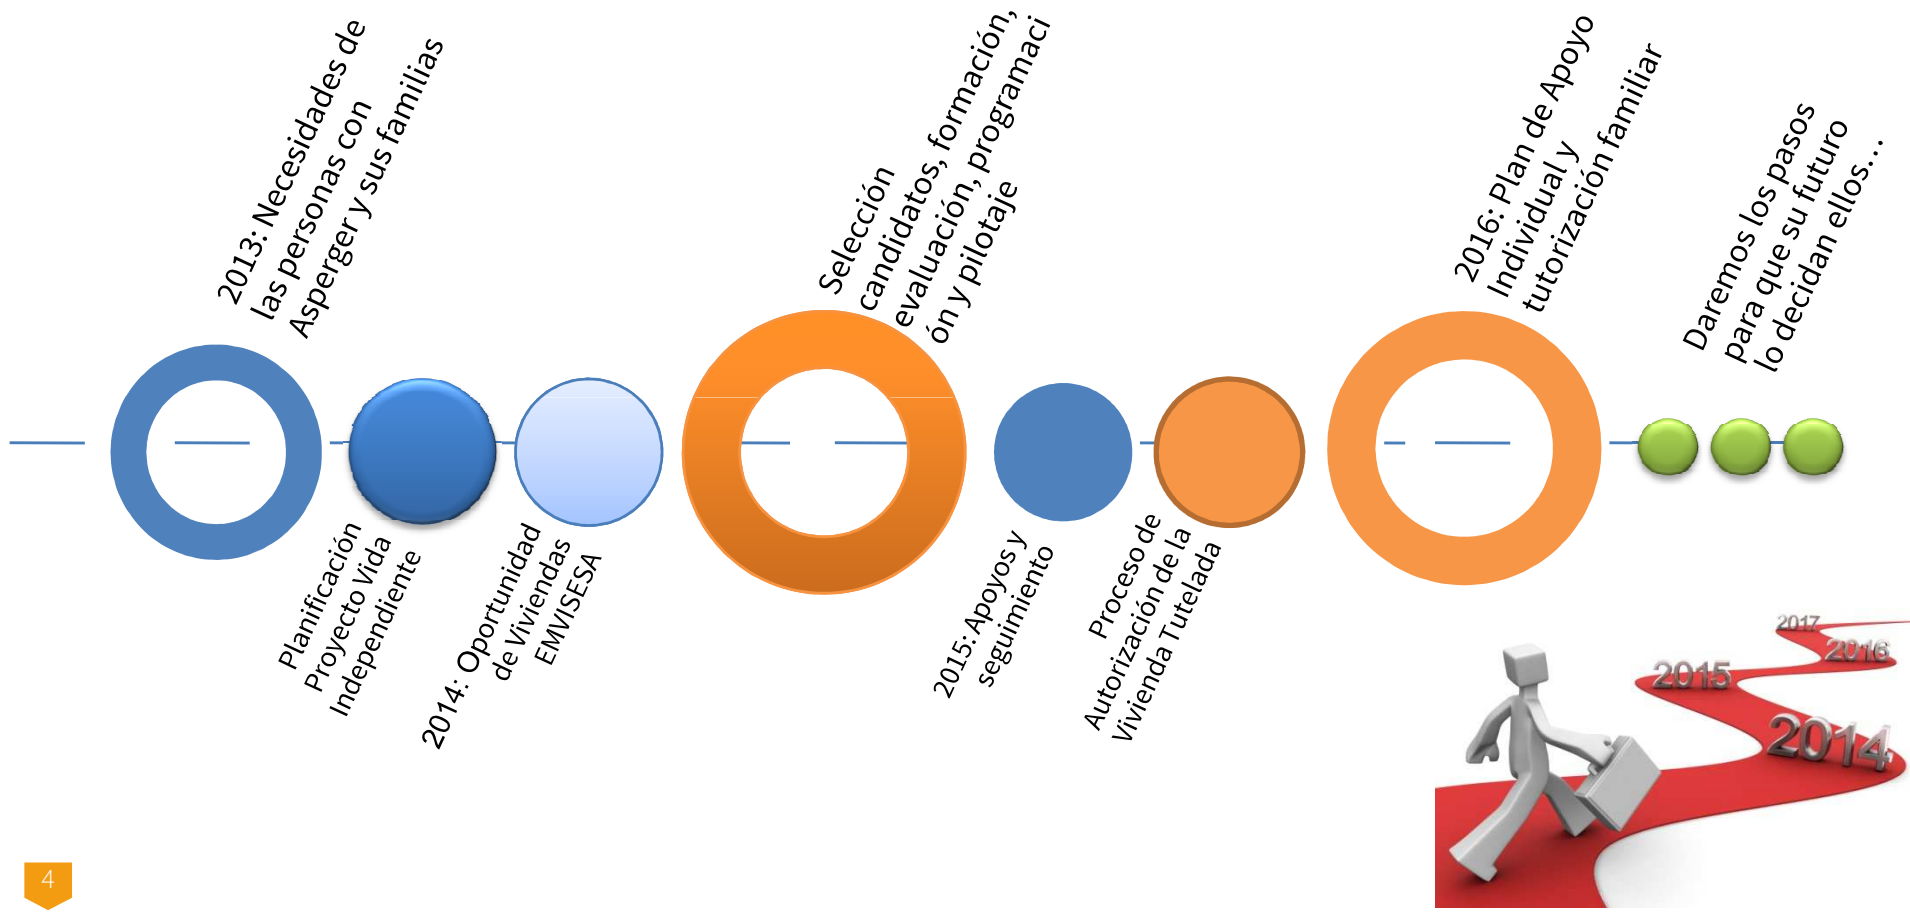 2013: Necesidades de
las personas con
Asperger y sus familias
Planificación
Proyecto Vida
Independiente
2014: Oportunidad
de Viviendas
EMVISESA
Selección
candidatos, formación,
evaluación, programaci
ón y pilotaje
2015: Apoyos y
seguimiento
Proceso de
Autorización de la
Vivienda Tutelada
2016: Plan de Apoyo
Individual y
tutorización familiar
Daremos los pasos
para que su futuro
lo decidan ellos...
2017
2016
2015
2014
4